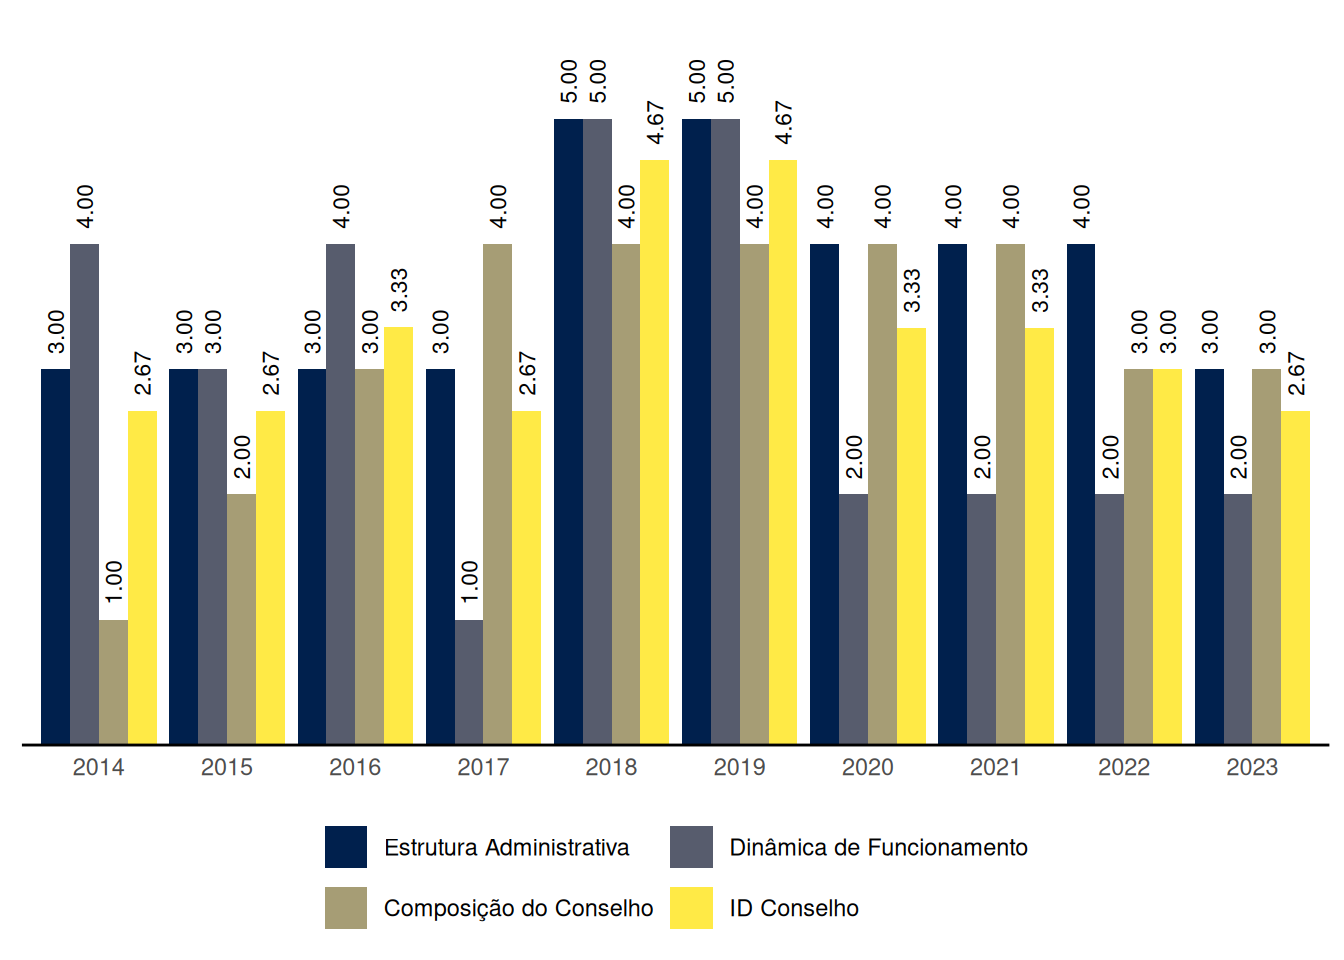 3.00 4.00 1.00 2.67 3.00 3.00 2.00 2.67 3.00 4.00 3.00 3.33 3.00 1.00 4.00 2.67 5.00 5.00 4.00 4.67 5.00 5.00 4.00 4.67 4.00 2.00 4.00 3.33 4.00 2.00 4.00 3.33 4.00 2.00 3.00 3.00 3.00 2.00 3.00 2.67
2014 2015 2016 2017 2018 2019 2020 2021 2022 2023
Estrutura Administrativa Dinâmica de Funcionamento
Composição do Conselho ID Conselho